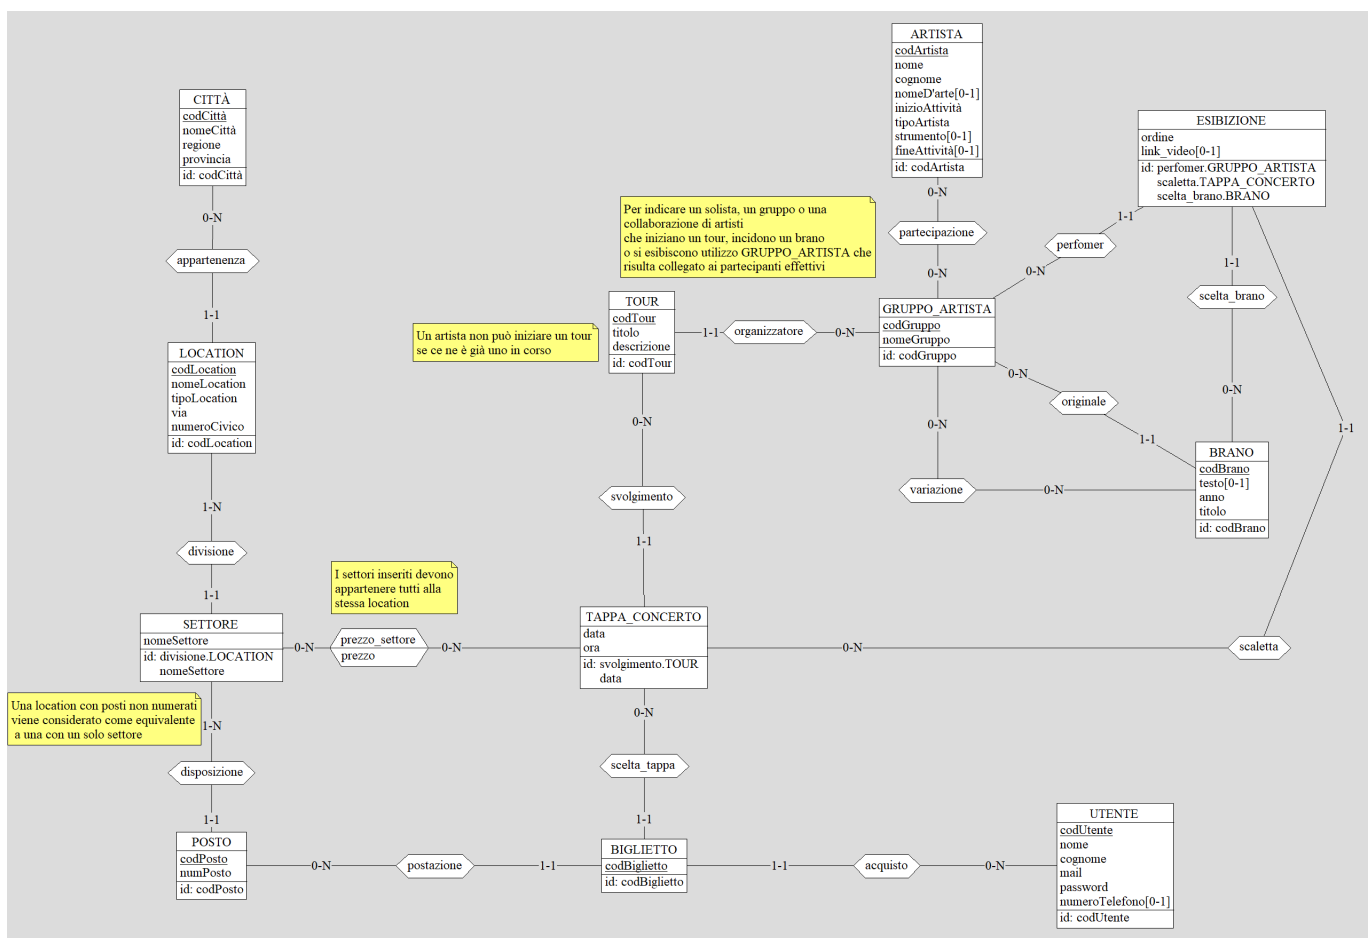 ARTISTA
codArtista
nome
cognome
nomeD'arte[0-1]
inizioAttività
tipoArtista
strumento[0-1]
fineAttività[0-1]
id: codArtista
CITTÀ
codCittà
nomeCittà
regione
provincia
id: codCittà
ESIBIZIONE
ordine
link_video[0-1]
id: perfomer.GRUPPO_ARTISTA
scaletta.TAPPA_CONCERTO
scelta_brano.BRANO
0-N
0-N
1-1
Per indicare un solista, un gruppo o una
collaborazione di artisti
che iniziano un tour, incidono un brano
o si esibiscono utilizzo GRUPPO_ARTISTA che
risulta collegato ai partecipanti effettivi
partecipazione
perfomer
appartenenza
0-N
0-N
1-1
scelta_brano
1-1
TOUR
codTour
titolo
descrizione
id: codTour
GRUPPO_ARTISTA
codGruppo
nomeGruppo
id: codGruppo
Un artista non può iniziare un tour
se ce ne è già uno in corso
1-1
organizzatore
0-N
LOCATION
codLocation
nomeLocation
tipoLocation
via
numeroCivico
id: codLocation
0-N
0-N
originale
0-N
0-N
1-1
1-1
BRANO
codBrano
testo[0-1]
anno
titolo
id: codBrano
variazione
0-N
svolgimento
1-N
divisione
1-1
1-1
I settori inseriti devono
appartenere tutti alla
stessa location
SETTORE
nomeSettore
id: divisione.LOCATION
nomeSettore
0-N
prezzo_settore
prezzo
0-N
TAPPA_CONCERTO
data
ora
id: svolgimento.TOUR
data
0-N
scaletta
Una location con posti non numerati
viene considerato come equivalente
a una con un solo settore
1-N
0-N
disposizione
scelta_tappa
1-1
1-1
POSTO
codPosto
numPosto
id: codPosto
0-N
postazione
1-1
BIGLIETTO
codBiglietto
id: codBiglietto
1-1
acquisto
0-N
UTENTE
codUtente
nome
cognome
mail
password
numeroTelefono[0-1]
id: codUtente